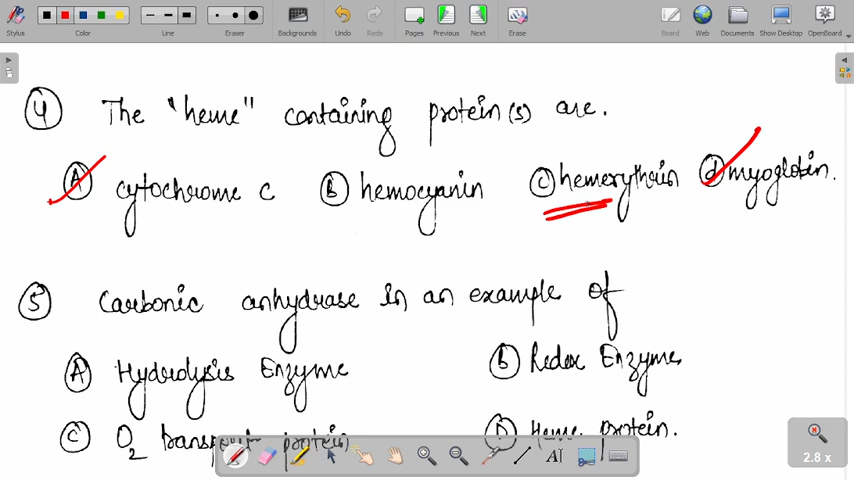 Stylus
Color
Line
Eraser
Backgrounds
Undo
Redo
Pages
Previous
Next
Erase
Board
Web
Documents
Show Desktop
OpenBoard
④ The "heme" containing protein(s) are.
Ⓐ cytochrome c Ⓑ hemocyanin Ⓒ hemerythrin ⓓ myoglobin.
⑤ Carbonic anhydrase is an example of
Ⓐ Hydrolysis Enzyme Ⓑ Redox Enzyme
Ⓒ O2 transport protein Ⓓ Heme protein.
2.8 x